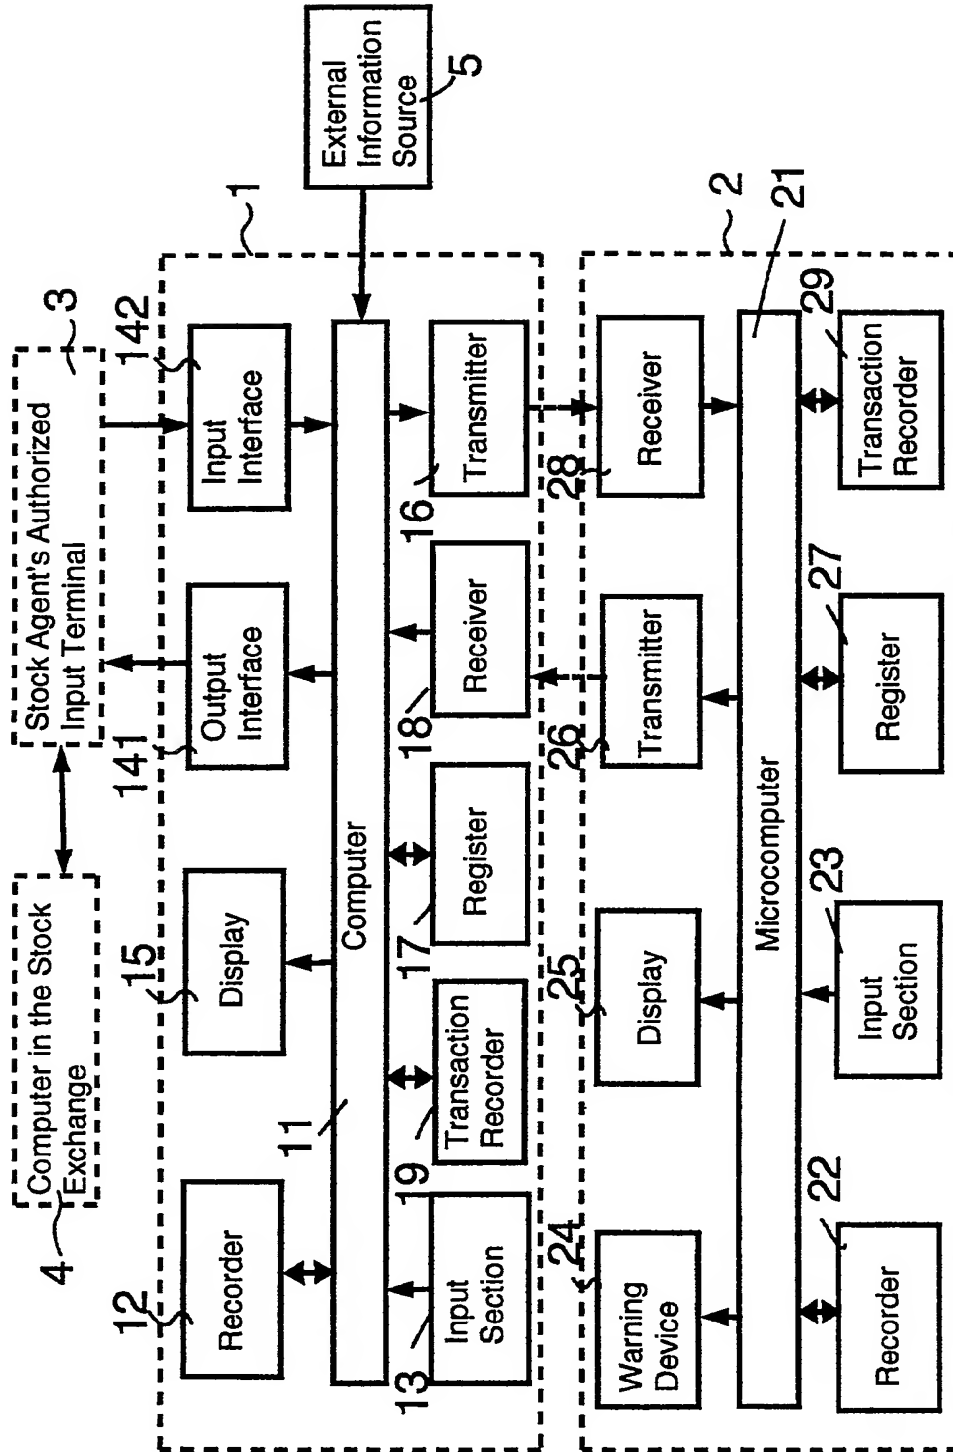 4
Computer in the Stock
Exchange
Stock Agent's Authorized
Input Terminal
3
12
Recorder
15
Display
141
Output
Interface
142
Input
Interface
1
External
Information
Source
5
11
Computer
13
Input
Section
19
Transaction
Recorder
17
Register
18
Receiver
16
Transmitter
24
Warning
Device
25
Display
26
Transmitter
28
Receiver
2
Microcomputer
21
22
Recorder
23
Input
Section
27
Register
29
Transaction
Recorder